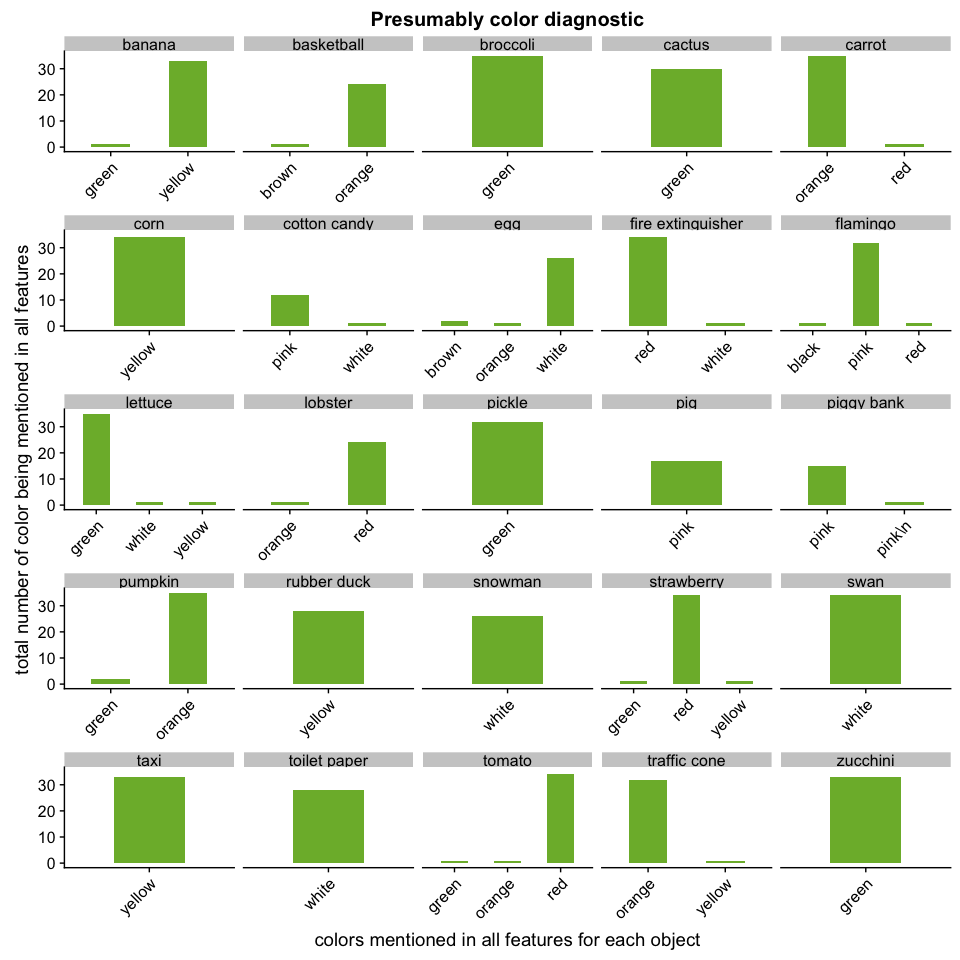 Presumably color diagnostic
banana basketball broccoli cactus carrot
30
20
10
0
green yellow brown orange green green orange red
corn cotton candy egg fire extinguisher flamingo
30
20
10
0
yellow pink white brown orange white red white black pink red
lettuce lobster pickle pig piggy bank
30
20
10
0
green white yellow orange red green pink pink pink\n
pumpkin rubber duck snowman strawberry swan
30
20
10
0
green orange yellow white green red yellow white
taxi toilet paper tomato traffic cone zucchini
30
20
10
0
yellow white green orange red orange yellow green
total number of color being mentioned in all features
colors mentioned in all features for each object